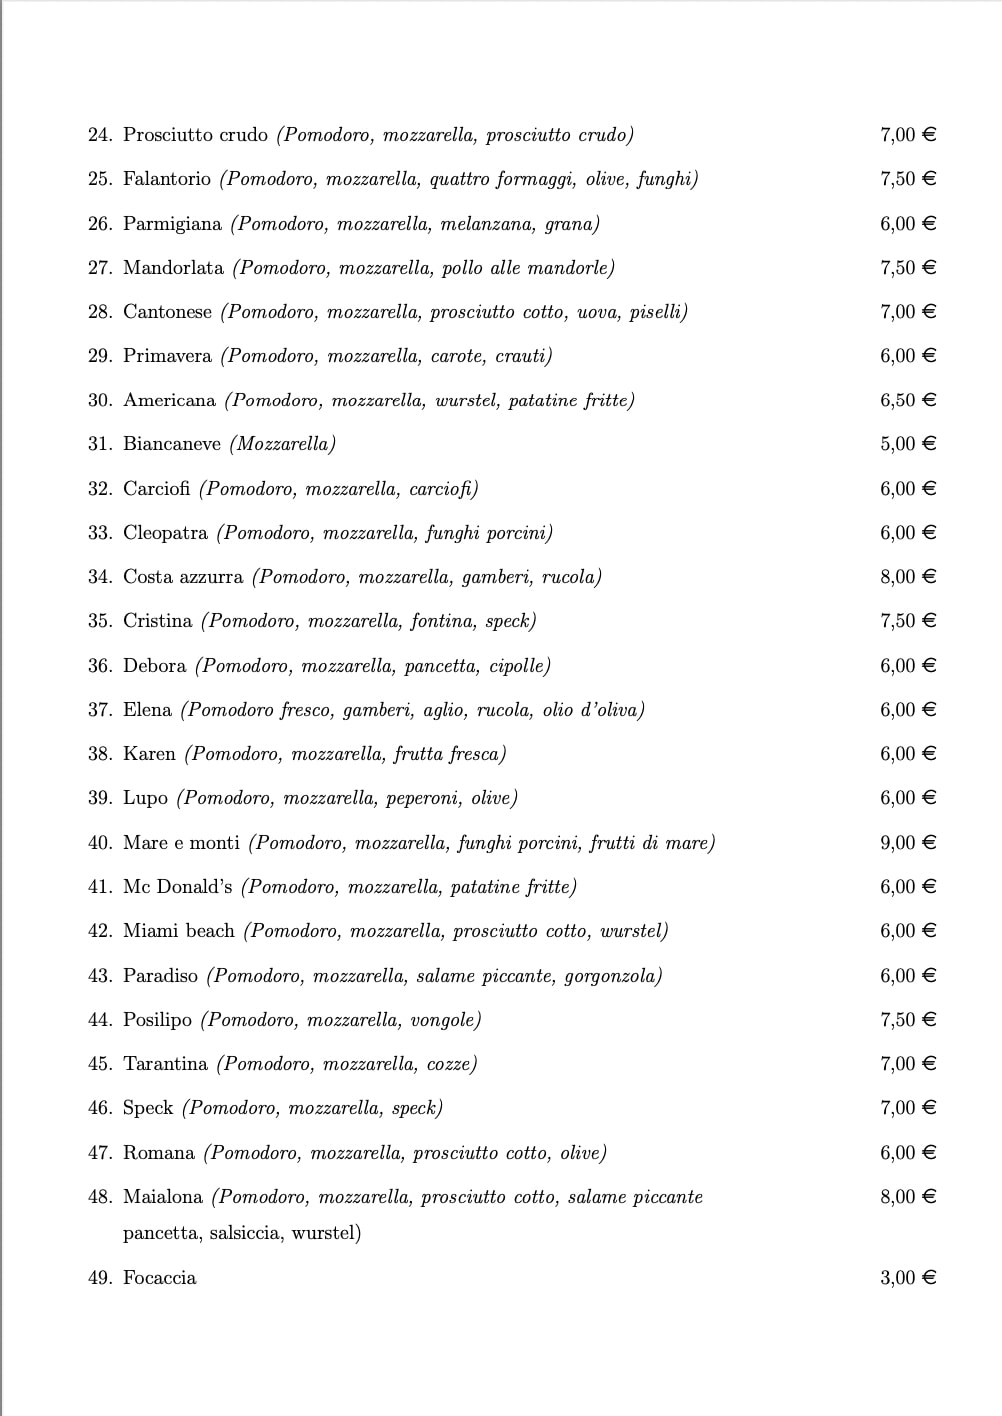 24. Prosciutto crudo (Pomodoro, mozzarella, prosciutto crudo) 7,00 €
25. Falantorio (Pomodoro, mozzarella, quattro formaggi, olive, funghi) 7,50 €
26. Parmigiana (Pomodoro, mozzarella, melanzana, grana) 6,00 €
27. Mandorlata (Pomodoro, mozzarella, pollo alle mandorle) 7,50 €
28. Cantonese (Pomodoro, mozzarella, prosciutto cotto, uova, piselli) 7,00 €
29. Primavera (Pomodoro, mozzarella, carote, crauti) 6,00 €
30. Americana (Pomodoro, mozzarella, wurstel, patatine fritte) 6,50 €
31. Biancaneve (Mozzarella) 5,00 €
32. Carciofi (Pomodoro, mozzarella, carciofi) 6,00 €
33. Cleopatra (Pomodoro, mozzarella, funghi porcini) 6,00 €
34. Costa azzurra (Pomodoro, mozzarella, gamberi, rucola) 8,00 €
35. Cristina (Pomodoro, mozzarella, fontina, speck) 7,50 €
36. Debora (Pomodoro, mozzarella, pancetta, cipolle) 6,00 €
37. Elena (Pomodoro fresco, gamberi, aglio, rucola, olio d'oliva) 6,00 €
38. Karen (Pomodoro, mozzarella, frutta fresca) 6,00 €
39. Lupo (Pomodoro, mozzarella, peperoni, olive) 6,00 €
40. Mare e monti (Pomodoro, mozzarella, funghi porcini, frutti di mare) 9,00 €
41. Mc Donald's (Pomodoro, mozzarella, patatine fritte) 6,00 €
42. Miami beach (Pomodoro, mozzarella, prosciutto cotto, wurstel) 6,00 €
43. Paradiso (Pomodoro, mozzarella, salame piccante, gorgonzola) 6,00 €
44. Posilipo (Pomodoro, mozzarella, vongole) 7,50 €
45. Tarantina (Pomodoro, mozzarella, cozze) 7,00 €
46. Speck (Pomodoro, mozzarella, speck) 7,00 €
47. Romana (Pomodoro, mozzarella, prosciutto cotto, olive) 6,00 €
48. Maialona (Pomodoro, mozzarella, prosciutto cotto, salame piccante 8,00 €
pancetta, salsiccia, wurstel)
49. Focaccia 3,00 €